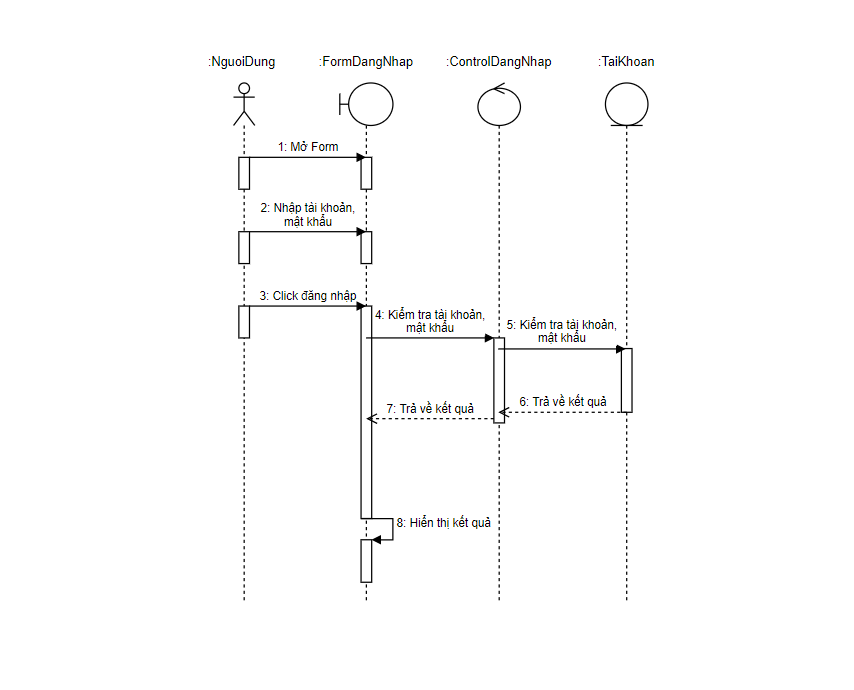 :NguoiDung
:FormDangNhap
:ControlDangNhap
:TaiKhoan
1: Mở Form
2: Nhập tài khoản,
mật khẩu
3: Click đăng nhập
4: Kiểm tra tài khoản,
mật khẩu
5: Kiểm tra tài khoản,
mật khẩu
6: Trả về kết quả
7: Trả về kết quả
8: Hiển thị kết quả